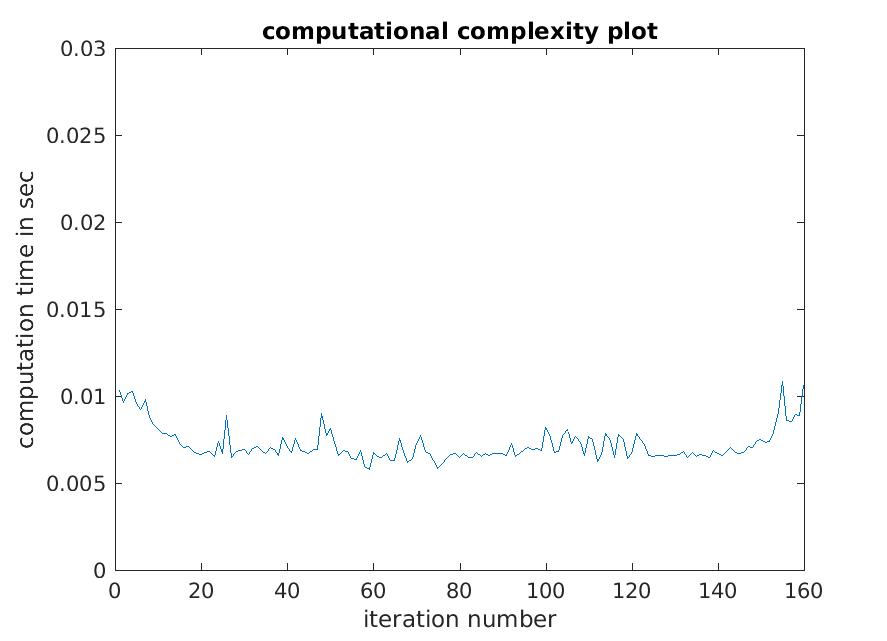 computational complexity plot
0.03
0.025
0.02
0.015
0.01
0.005
0
computation time in sec
0 20 40 60 80 100 120 140 160
iteration number